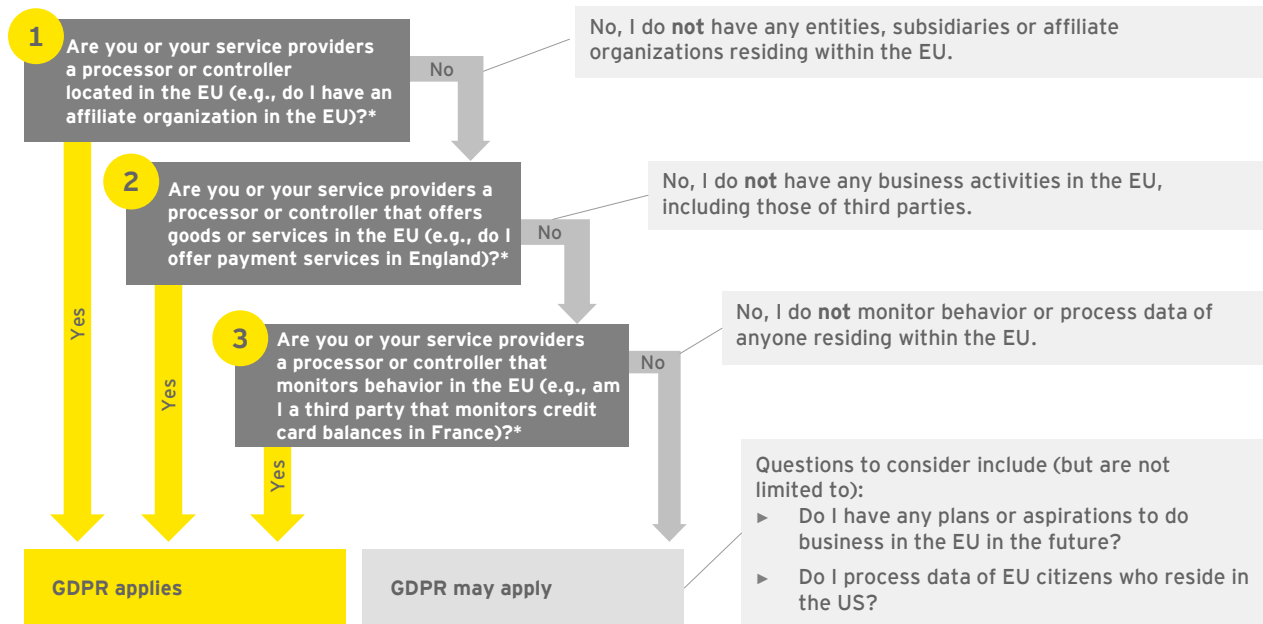 1
Are you or your service providers
a processor or controller
located in the EU (e.g., do I have an
affiliate organization in the EU)?*
No
No, I do not have any entities, subsidiaries or affiliate
organizations residing within the EU.
2
Are you or your service providers a
processor or controller that offers
goods or services in the EU (e.g., do I
offer payment services in England)?*
No
No, I do not have any business activities in the EU,
including those of third parties.
3
Are you or your service providers
a processor or controller that
monitors behavior in the EU (e.g., am
I a third party that monitors credit
card balances in France)?*
No
No, I do not monitor behavior or process data of
anyone residing within the EU.
Yes
Yes
Yes
GDPR applies
GDPR may apply
Questions to consider include (but are not
limited to):
► Do I have any plans or aspirations to do
business in the EU in the future?
► Do I process data of EU citizens who reside in
the US?